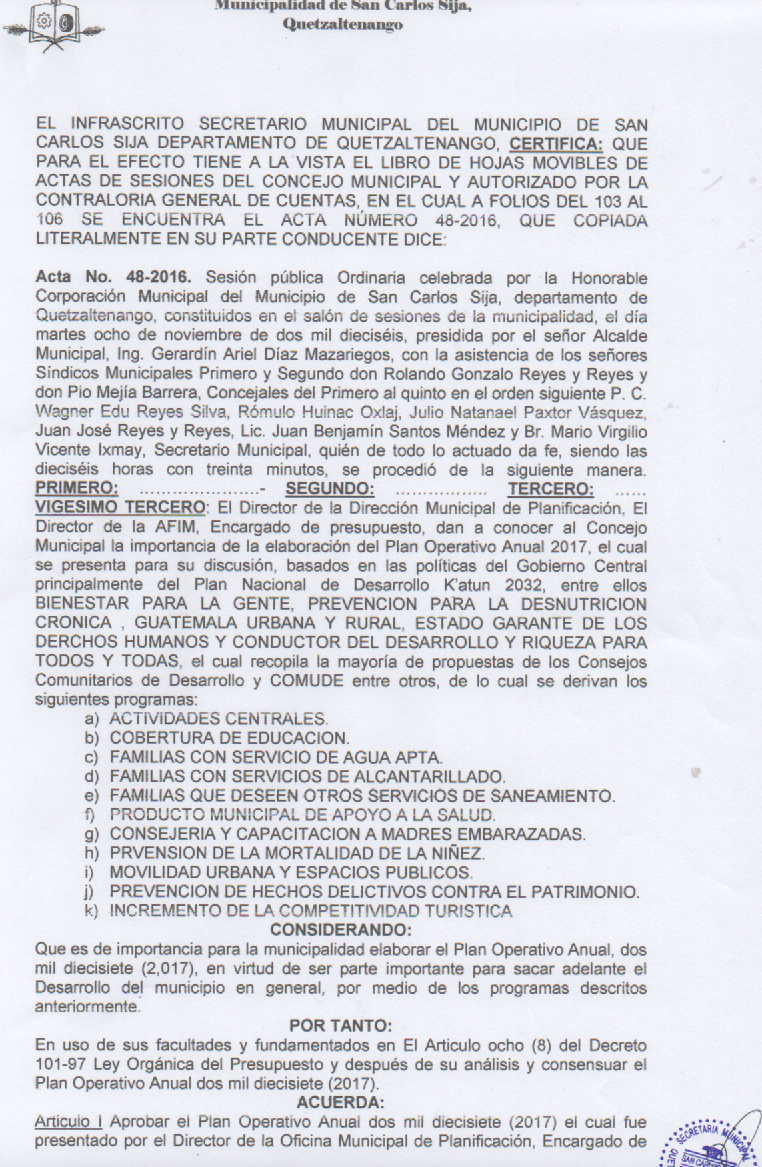 Municipalidad de San Carlos Sija,
Quetzaltenango
EL INFRASCRITO SECRETARIO MUNICIPAL DEL MUNICIPIO DE SAN
CARLOS SIJA DEPARTAMENTO DE QUETZALTENANGO, CERTIFICA: QUE
PARA EL EFECTO TIENE A LA VISTA EL LIBRO DE HOJAS MOVIBLES DE
ACTAS DE SESIONES DEL CONCEJO MUNICIPAL Y AUTORIZADO POR LA
CONTRALORIA GENERAL DE CUENTAS, EN EL CUAL A FOLIOS DEL 103 AL
106 SE ENCUENTRA EL ACTA NÚMERO 48-2016, QUE COPIADA
LITERALMENTE EN SU PARTE CONDUCENTE DICE:
Acta No. 48-2016. Sesión pública Ordinaria celebrada por la Honorable
Corporación Municipal del Municipio de San Carlos Sija, departamento de
Quetzaltenango, constituidos en el salón de sesiones de la municipalidad, el día
martes ocho de noviembre de dos mil dieciséis, presidida por el señor Alcalde
Municipal, Ing. Gerardín Ariel Díaz Mazariegos, con la asistencia de los señores
Síndicos Municipales Primero y Segundo don Rolando Gonzalo Reyes y Reyes y
don Pio Mejía Barrera, Concejales del Primero al quinto en el orden siguiente P. C.
Wagner Edu Reyes Silva, Rómulo Huinac Oxlaj, Julio Natanael Paxtor Vásquez,
Juan José Reyes y Reyes, Lic. Juan Benjamín Santos Méndez y Br. Mario Virgilio
Vicente Ixmay, Secretario Municipal, quién de todo lo actuado da fe, siendo las
dieciséis horas con treinta minutos, se procedió de la siguiente manera.
PRIMERO: ......................- SEGUNDO: ................. TERCERO: ......
VIGESIMO TERCERO: El Director de la Dirección Municipal de Planificación, El
Director de la AFIM, Encargado de presupuesto, dan a conocer al Concejo
Municipal la importancia de la elaboración del Plan Operativo Anual 2017, el cual
se presenta para su discusión, basados en las políticas del Gobierno Central
principalmente del Plan Nacional de Desarrollo K'atun 2032, entre ellos
BIENESTAR PARA LA GENTE, PREVENCION PARA LA DESNUTRICION
CRONICA , GUATEMALA URBANA Y RURAL, ESTADO GARANTE DE LOS
DERCHOS HUMANOS Y CONDUCTOR DEL DESARROLLO Y RIQUEZA PARA
TODOS Y TODAS, el cual recopila la mayoría de propuestas de los Consejos
Comunitarios de Desarrollo y COMUDE entre otros, de lo cual se derivan los
siguientes programas:
a) ACTIVIDADES CENTRALES.
b) COBERTURA DE EDUCACION.
c) FAMILIAS CON SERVICIO DE AGUA APTA.
d) FAMILIAS CON SERVICIOS DE ALCANTARILLADO.
e) FAMILIAS QUE DESEEN OTROS SERVICIOS DE SANEAMIENTO.
f) PRODUCTO MUNICIPAL DE APOYO A LA SALUD.
g) CONSEJERIA Y CAPACITACION A MADRES EMBARAZADAS.
h) PRVENSION DE LA MORTALIDAD DE LA NIÑEZ.
i) MOVILIDAD URBANA Y ESPACIOS PUBLICOS.
j) PREVENCION DE HECHOS DELICTIVOS CONTRA EL PATRIMONIO.
k) INCREMENTO DE LA COMPETITIVIDAD TURISTICA
CONSIDERANDO:
Que es de importancia para la municipalidad elaborar el Plan Operativo Anual, dos
mil diecisiete (2,017), en virtud de ser parte importante para sacar adelante el
Desarrollo del municipio en general, por medio de los programas descritos
anteriormente.
POR TANTO:
En uso de sus facultades y fundamentados en El Articulo ocho (8) del Decreto
101-97 Ley Orgánica del Presupuesto y después de su análisis y consensuar el
Plan Operativo Anual dos mil diecisiete (2017).
ACUERDA:
Articulo I Aprobar el Plan Operativo Anual dos mil diecisiete (2017) el cual fue
presentado por el Director de la Oficina Municipal de Planificación, Encargado de
SECRETARIA MUNICIPAL